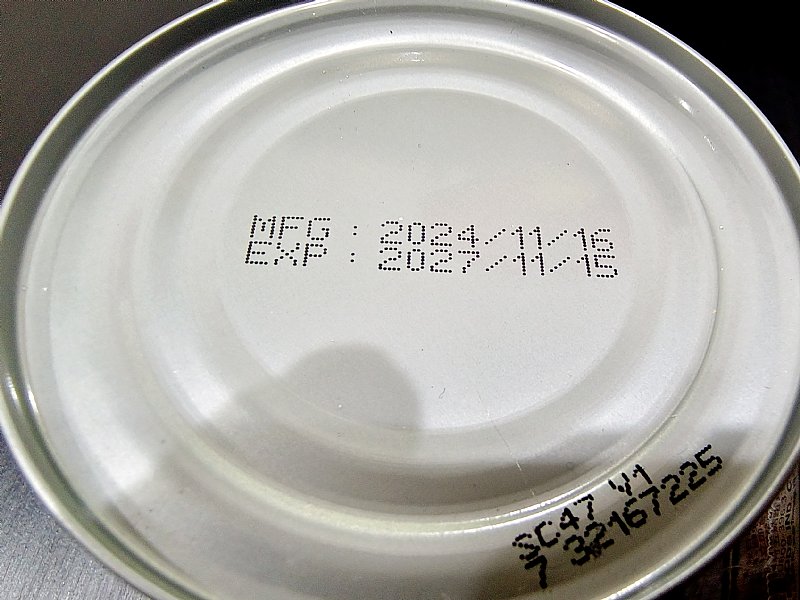 MFG : 2024/11/16
EXP : 2027/11/15
SC47 V1
7 32167225